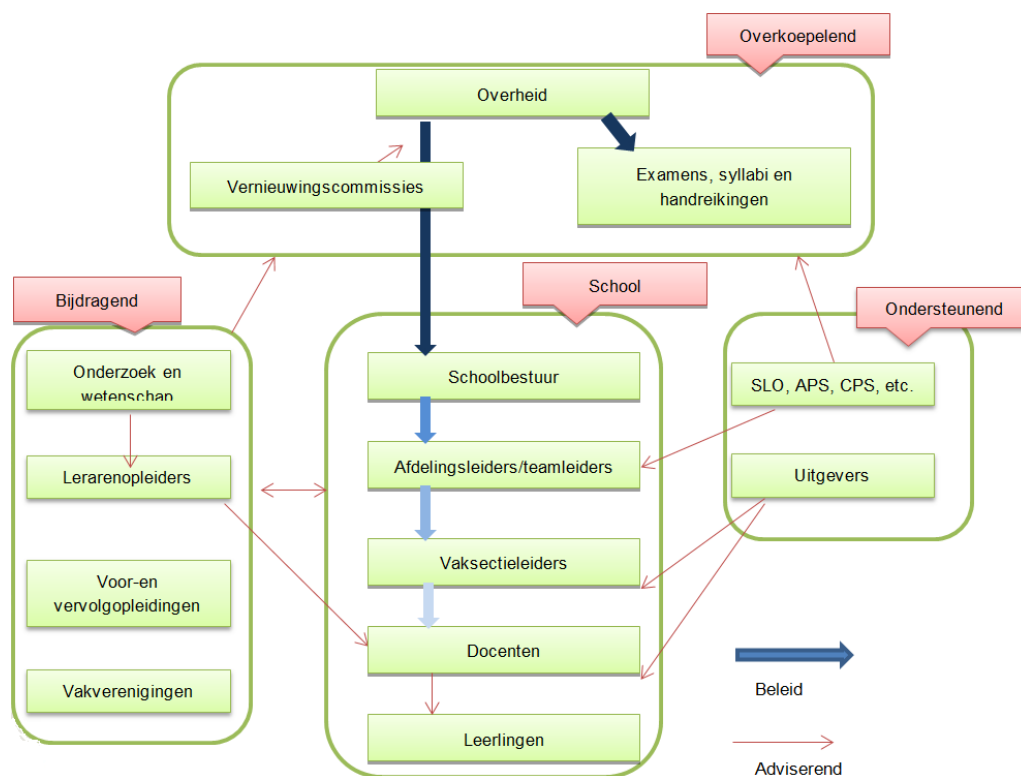 Overkoepelend
Overheid
Vernieuwingscommissies
Examens, syllabi en
handreikingen
Bijdragend
School
Ondersteunend
Onderzoek en
wetenschap
Lerarenopleiders
Voor-en
vervolgopleidingen
Vakverenigingen
Schoolbestuur
Afdelingsleiders/teamleiders
Vaksectieleiders
Docenten
Leerlingen
SLO, APS, CPS, etc.
Uitgevers
Beleid
Adviserend